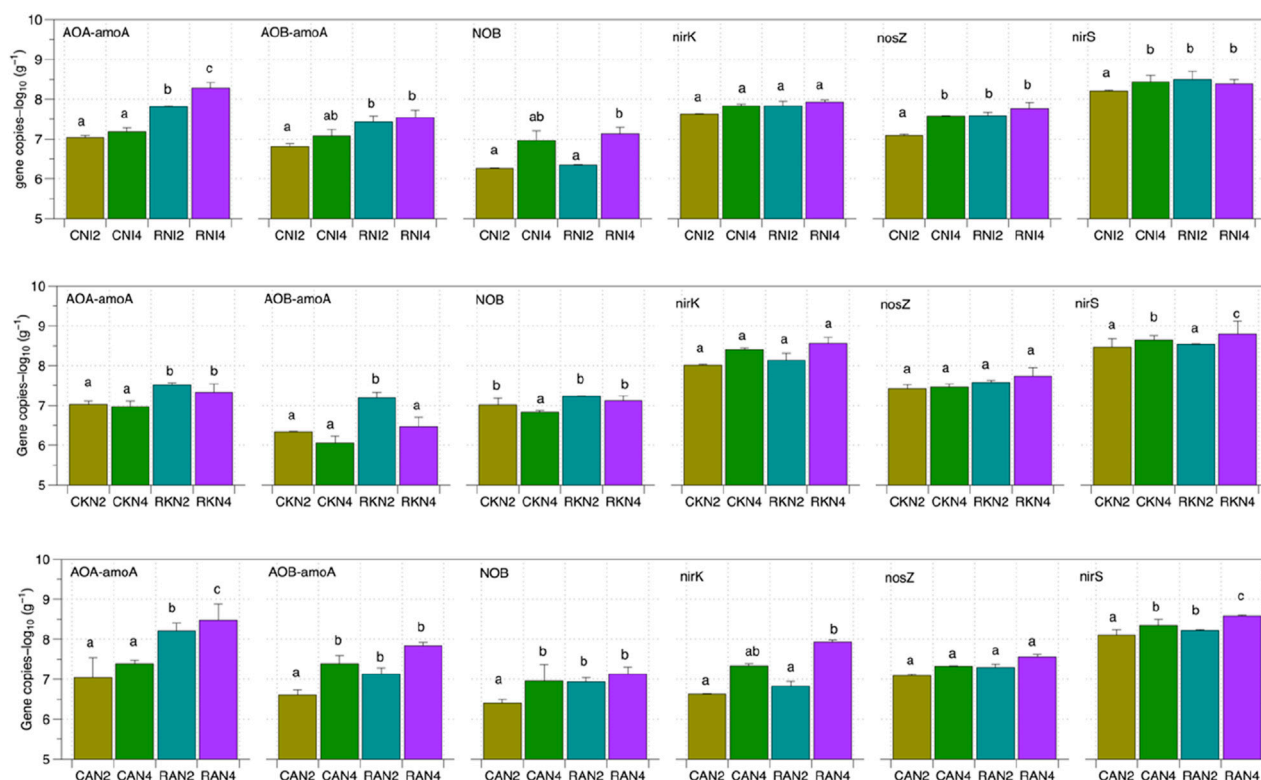 10
AOA-amoA
AOB-amoA
NOB
nirK
nosZ
nirS
gene copies–log10 (g−1)
9
8
7
6
5
a a b c
a ab b b
a ab a b
a a a a
a b b b
a b b b
CNI2 CNI4 RNI2 RNI4
CNI2 CNI4 RNI2 RNI4
CNI2 CNI4 RNI2 RNI4
CNI2 CNI4 RNI2 RNI4
CNI2 CNI4 RNI2 RNI4
CNI2 CNI4 RNI2 RNI4
10
AOA-amoA
AOB-amoA
NOB
nirK
nosZ
nirS
Gene copies–log10 (g−1)
9
8
7
6
5
a a b b
a a b a
b a b b
a a a a
a a a a
a b a c
CKN2 CKN4 RKN2 RKN4
CKN2 CKN4 RKN2 RKN4
CKN2 CKN4 RKN2 RKN4
CKN2 CKN4 RKN2 RKN4
CKN2 CKN4 RKN2 RKN4
CKN2 CKN4 RKN2 RKN4
10
AOA-amoA
AOB-amoA
NOB
nirK
nosZ
nirS
Gene copies–log10 (g−1)
9
8
7
6
5
a a b c
a b b b
a b b b
a ab a b
a a a a
a b b c
CAN2 CAN4 RAN2 RAN4
CAN2 CAN4 RAN2 RAN4
CAN2 CAN4 RAN2 RAN4
CAN2 CAN4 RAN2 RAN4
CAN2 CAN4 RAN2 RAN4
CAN2 CAN4 RAN2 RAN4